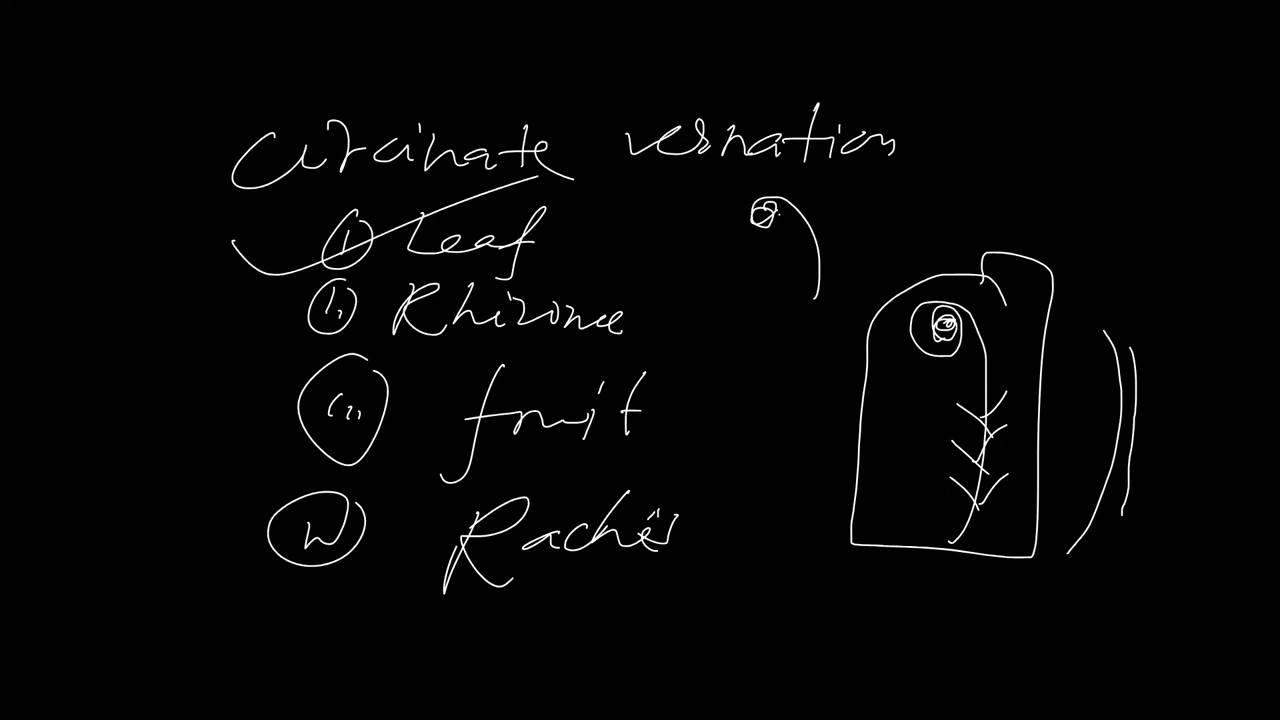 Circinate vernation
(i) Leaf
(ii) Rhizome
(iii) fruit
(iv) Rachis